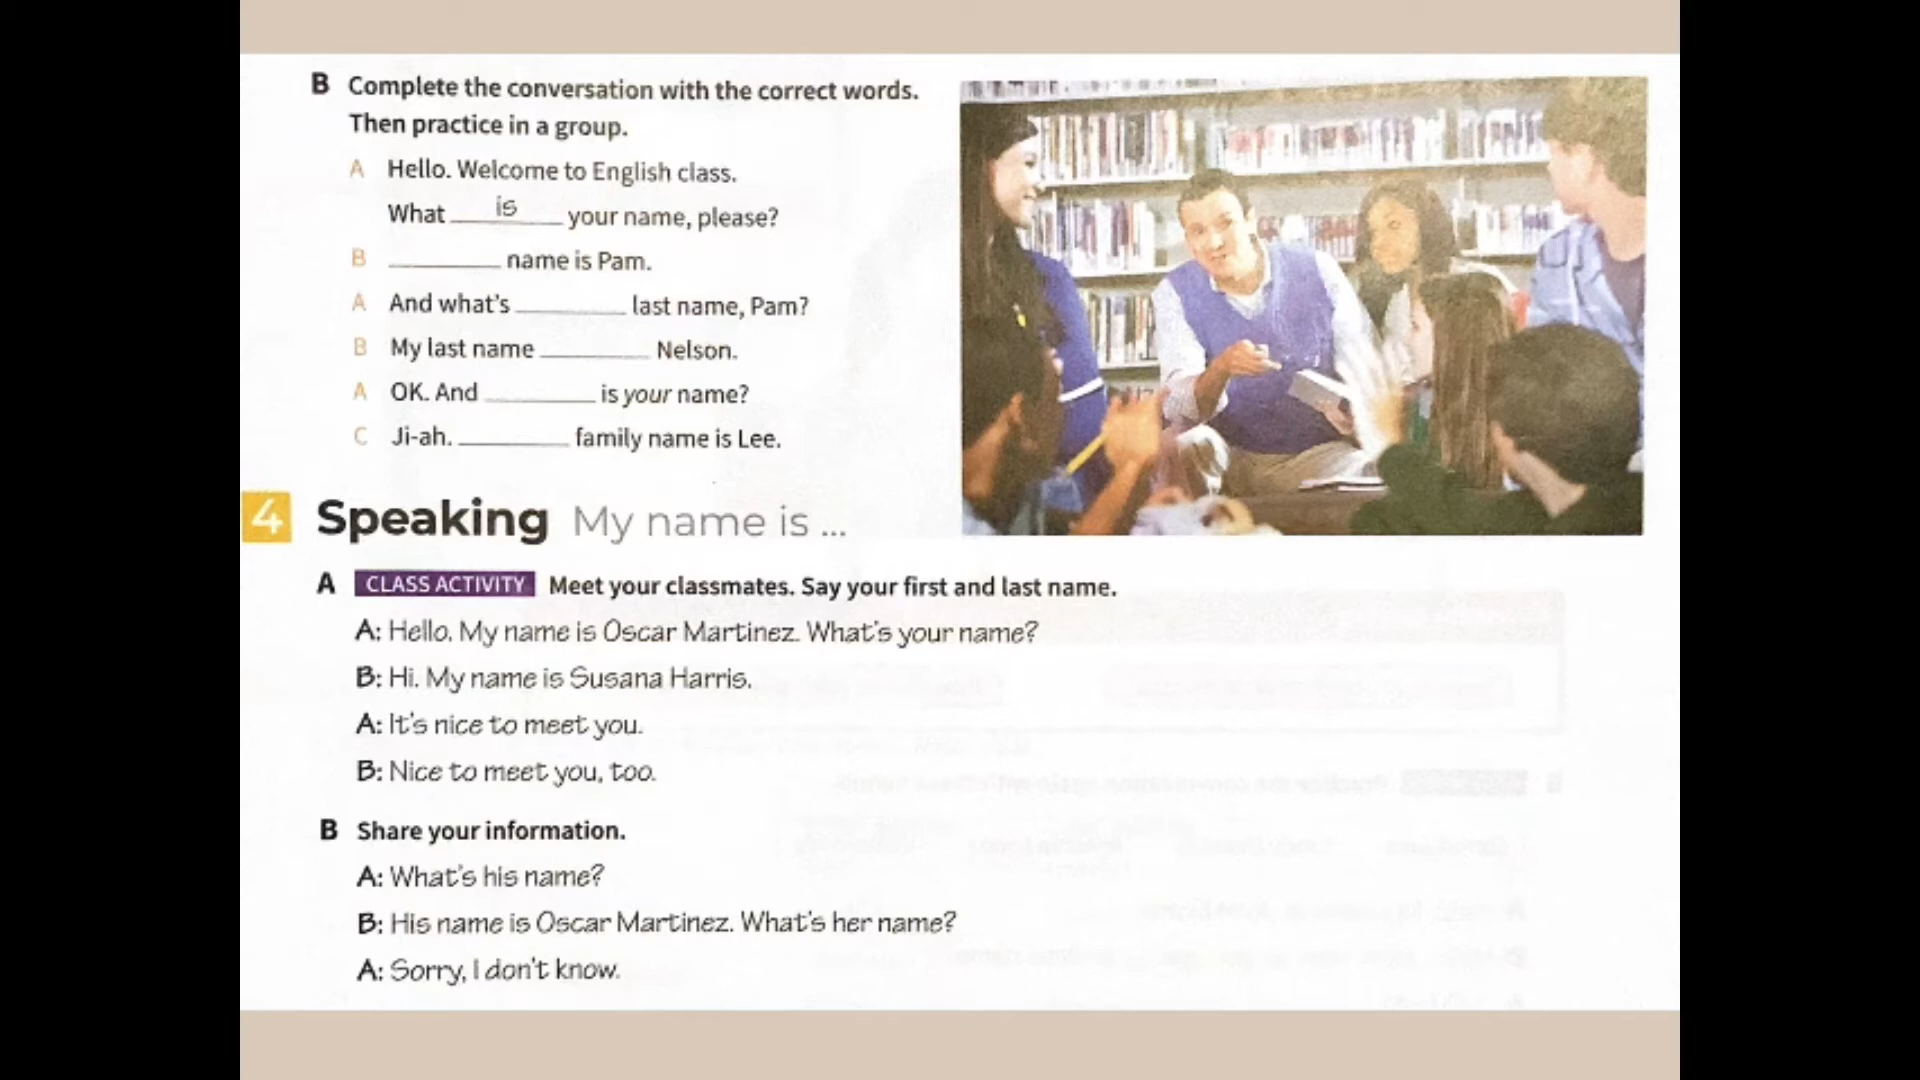 B Complete the conversation with the correct words.
Then practice in a group.
A Hello. Welcome to English class.
What is your name, please?
B ________ name is Pam.
A And what's ________ last name, Pam?
B My last name ________ Nelson.
A OK. And ________ is your name?
C Ji-ah. ________ family name is Lee.
4 Speaking My name is ...
A CLASS ACTIVITY Meet your classmates. Say your first and last name.
A: Hello. My name is Oscar Martinez. What's your name?
B: Hi. My name is Susana Harris.
A: It's nice to meet you.
B: Nice to meet you, too.
B Share your information.
A: What's his name?
B: His name is Oscar Martinez. What's her name?
A: Sorry, I don't know.